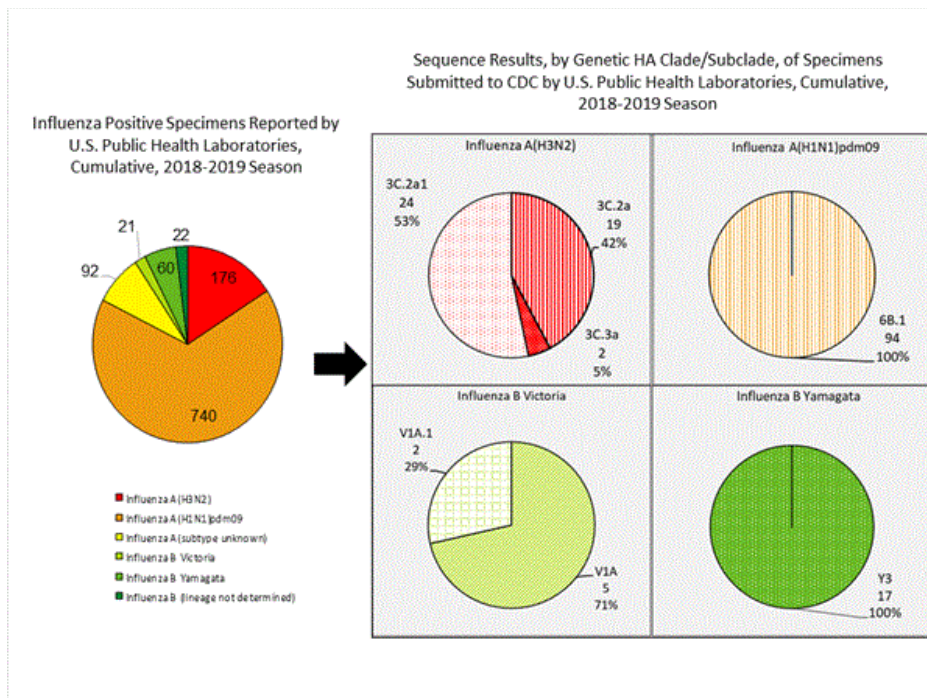 Sequence Results, by Genetic HA Clade/Subclade, of Specimens
Submitted to CDC by U.S. Public Health Laboratories, Cumulative,
2018-2019 Season
Influenza Positive Specimens Reported by
U.S. Public Health Laboratories,
Cumulative, 2018-2019 Season
21
22
92
60
176
740
Influenza A(H3N2)
Influenza A(H1N1)pdm09
Influenza A(subtype unknown)
Influenza B Victoria
Influenza B Yamagata
Influenza B (lineage not determined)
Influenza A(H3N2)
3C.2a1
24
53%
3C.2a
19
42%
3C.3a
2
5%
Influenza A(H1N1)pdm09
6B.1
94
100%
Influenza B Victoria
V1A.1
2
29%
V1A
5
71%
Influenza B Yamagata
Y3
17
100%